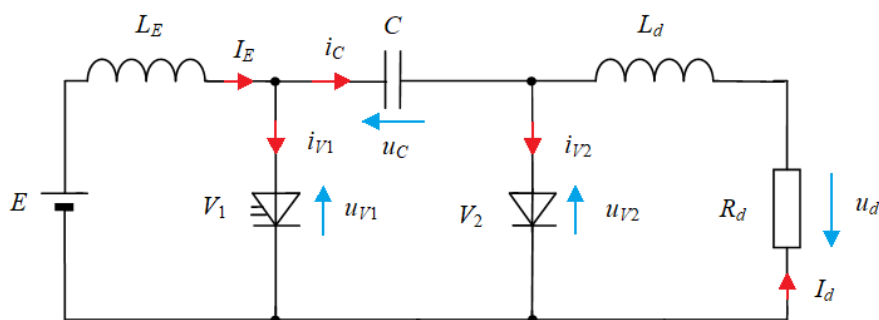 L_E
I_E
i_C
C
L_d
i_V1
u_C
i_V2
E
V_1
u_V1
V_2
u_V2
R_d
u_d
I_d